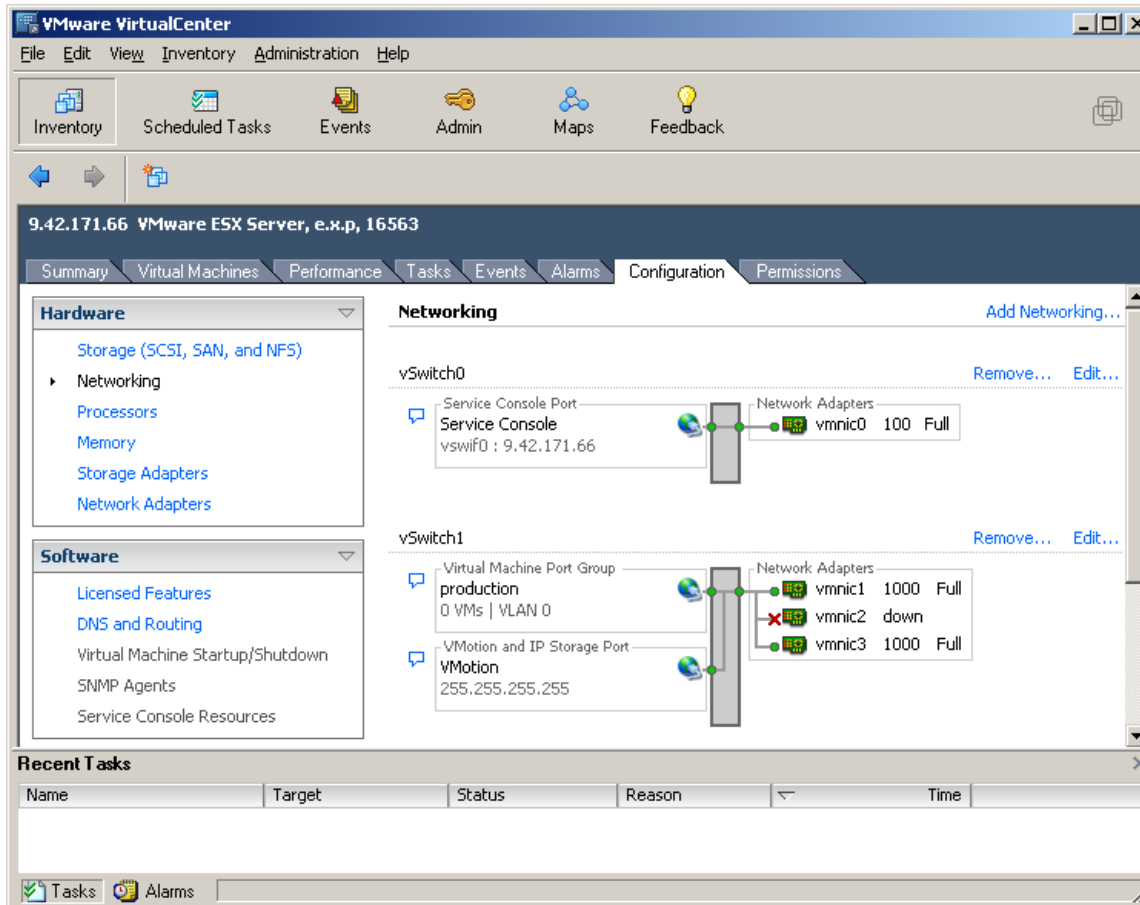 VMware VirtualCenter
File Edit View Inventory Administration Help
Inventory Scheduled Tasks Events Admin Maps Feedback
9.42.171.66 VMware ESX Server, e.x.p, 16563
Summary Virtual Machines Performance Tasks Events Alarms Configuration Permissions
Hardware
Storage (SCSI, SAN, and NFS)
Networking
Processors
Memory
Storage Adapters
Network Adapters
Software
Licensed Features
DNS and Routing
Virtual Machine Startup/Shutdown
SNMP Agents
Service Console Resources
Networking Add Networking...
vSwitch0 Remove... Edit...
Service Console Port
Service Console
vswif0 : 9.42.171.66
Network Adapters
vmnic0 100 Full
vSwitch1 Remove... Edit...
Virtual Machine Port Group
production
0 VMs | VLAN 0
VMotion and IP Storage Port
VMotion
255.255.255.255
Network Adapters
vmnic1 1000 Full
vmnic2 down
vmnic3 1000 Full
Recent Tasks
Name Target Status Reason Time
Tasks Alarms